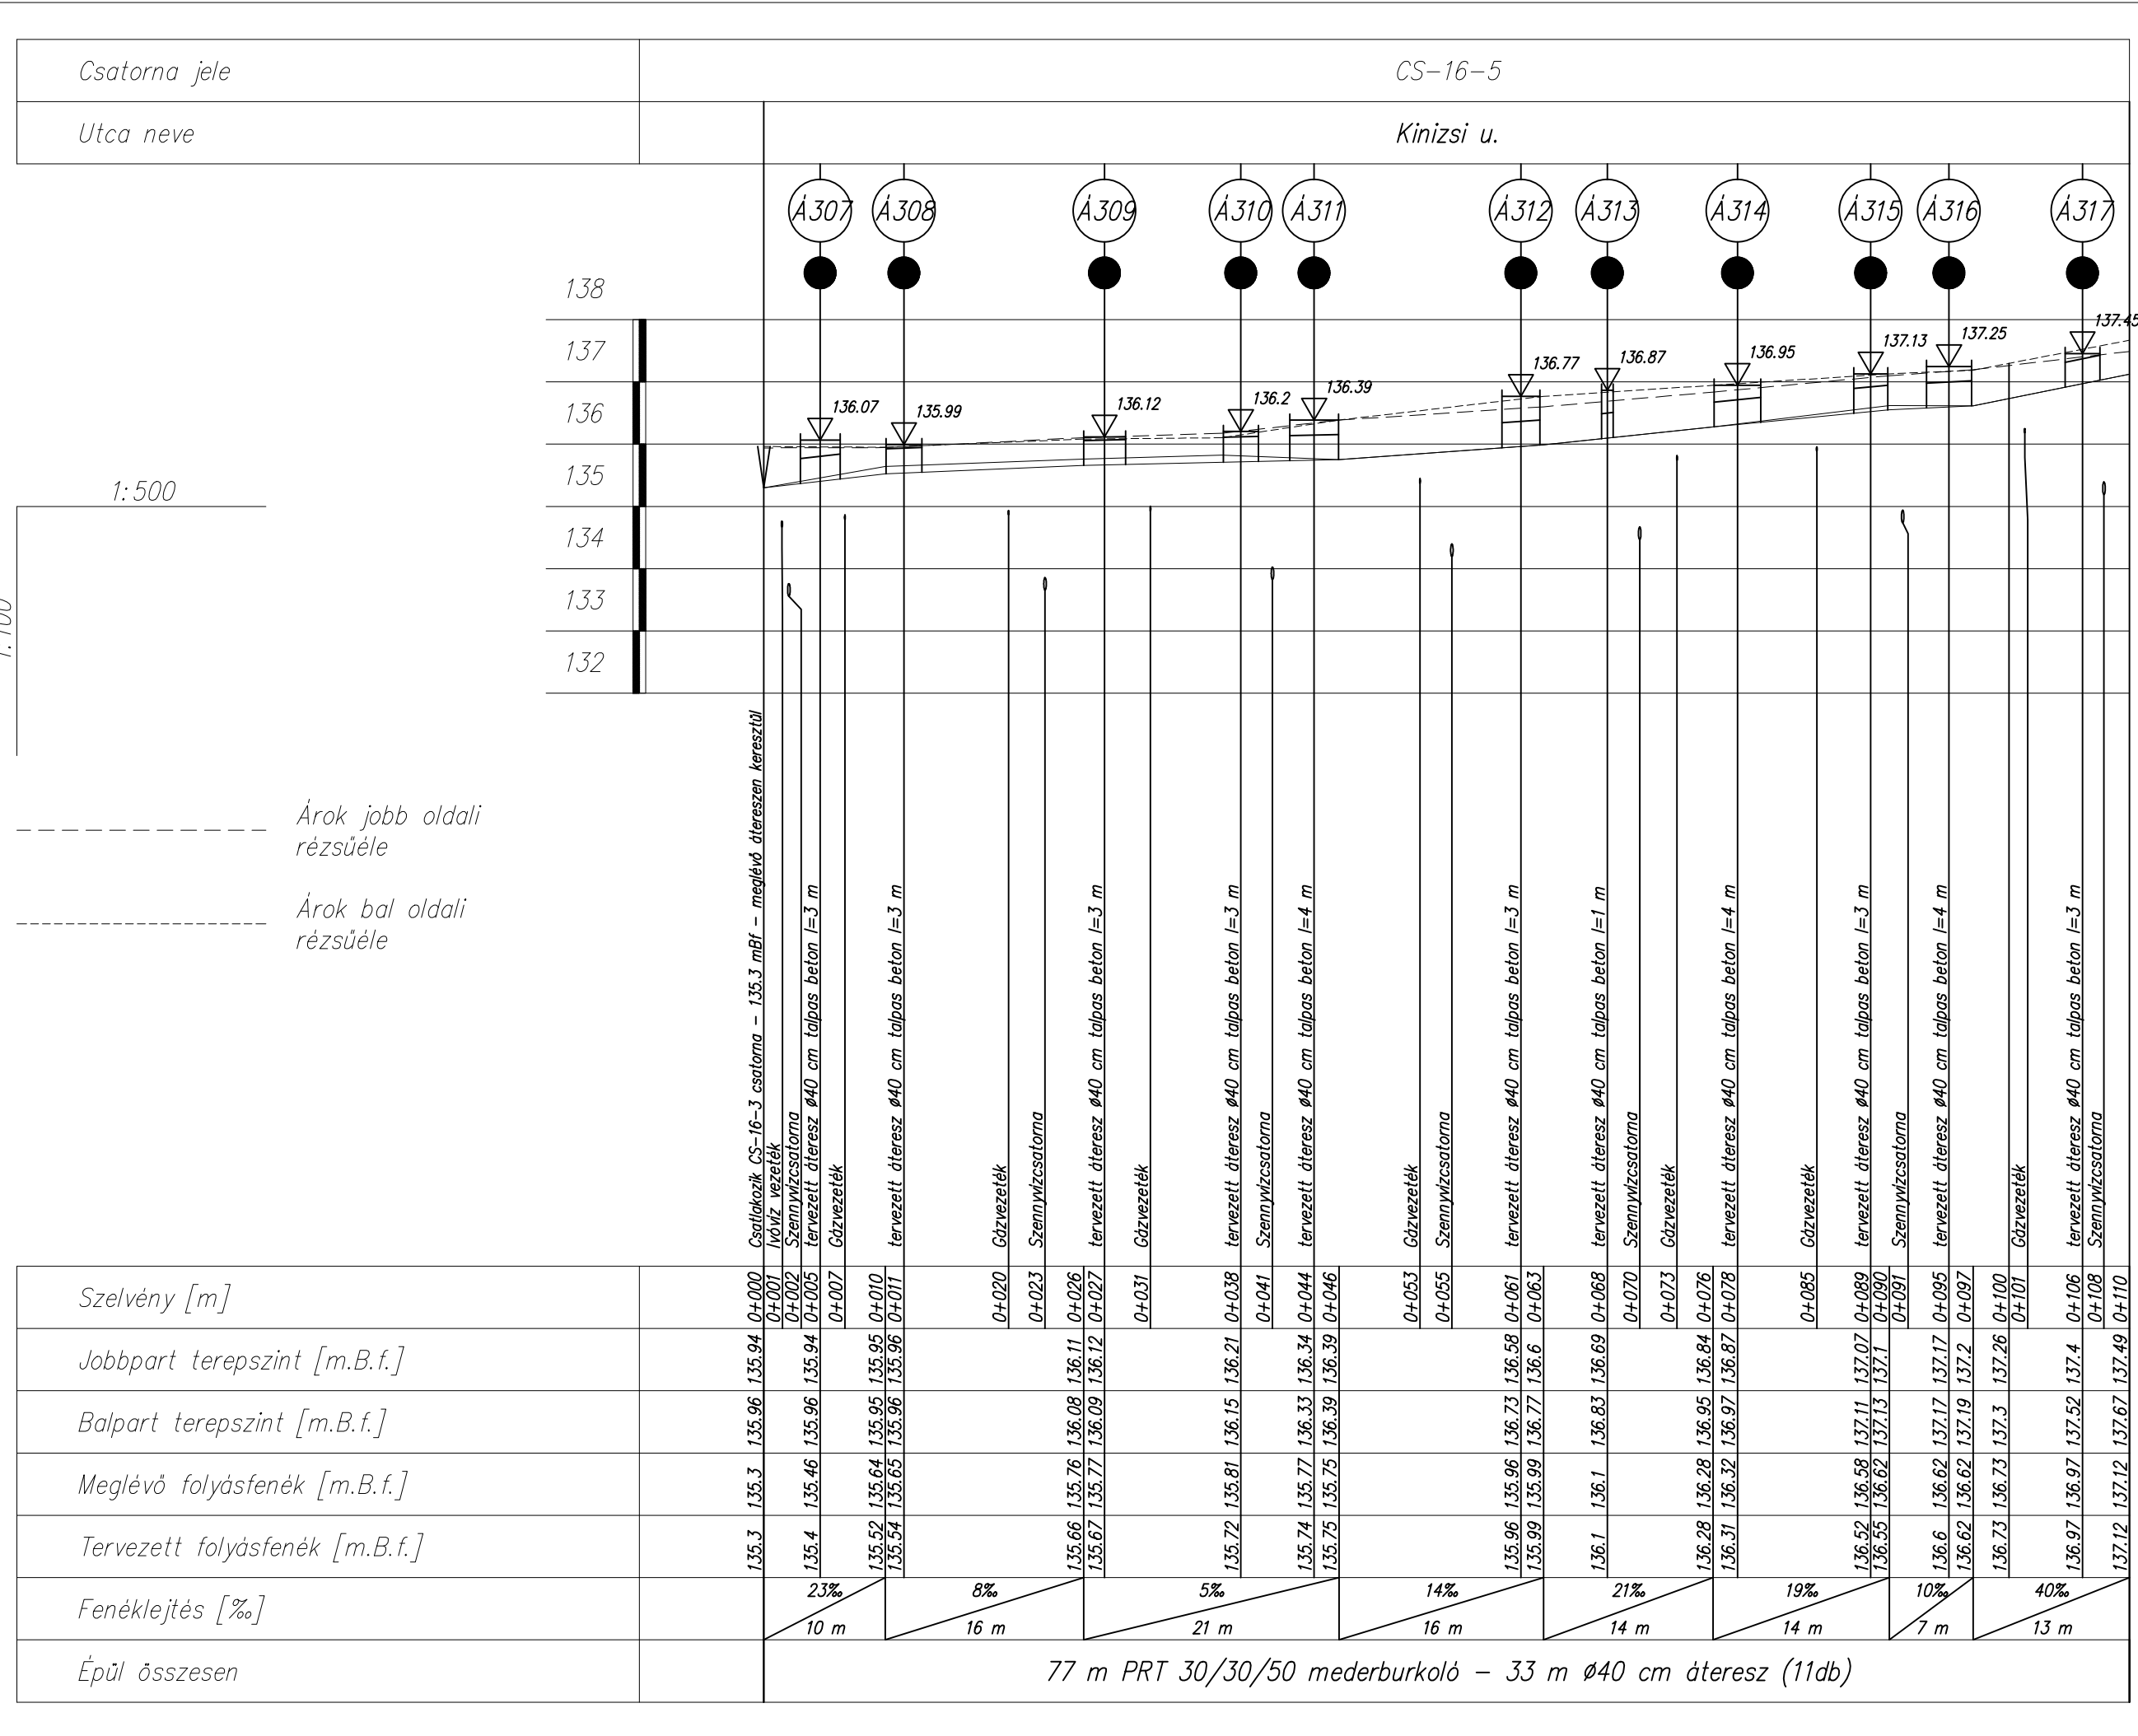 Csatorna jele
CS-16-5
Utca neve
Kinizsi u.
Á307 Á308 Á309 Á310 Á311 Á312 Á313 Á314 Á315 Á316 Á317
138
137
136
135
134
133
132
136.07 135.99 136.12 136.2 136.39 136.77 136.87 136.95 137.13 137.25 137.45
1:500
1:100
Árok jobb oldali
rézsűéle
Árok bal oldali
rézsűéle
Csatlakozik CS-16-3 csatorna - 135.3 mBf - meglévő átereszen keresztül
Ivóvíz vezeték
Szennyvízcsatorna
tervezett áteresz ø40 cm talpas beton l=3 m
Gázvezeték
tervezett áteresz ø40 cm talpas beton l=3 m
Gázvezeték
Szennyvízcsatorna
tervezett áteresz ø40 cm talpas beton l=3 m
Gázvezeték
tervezett áteresz ø40 cm talpas beton l=3 m
Szennyvízcsatorna
tervezett áteresz ø40 cm talpas beton l=4 m
Gázvezeték
Szennyvízcsatorna
tervezett áteresz ø40 cm talpas beton l=3 m
tervezett áteresz ø40 cm talpas beton l=1 m
Szennyvízcsatorna
Gázvezeték
tervezett áteresz ø40 cm talpas beton l=4 m
Gázvezeték
tervezett áteresz ø40 cm talpas beton l=3 m
Szennyvízcsatorna
tervezett áteresz ø40 cm talpas beton l=4 m
Gázvezeték
tervezett áteresz ø40 cm talpas beton l=3 m
Szennyvízcsatorna
Szelvény [m]
0+000 0+001 0+002 0+005 0+007 0+010 0+011 0+020 0+023 0+026 0+027 0+031 0+038 0+041 0+044 0+046 0+053 0+055 0+061 0+063 0+068 0+070 0+073 0+076 0+078 0+085 0+089 0+090 0+091 0+095 0+097 0+100 0+101 0+106 0+108 0+110
Jobbpart terepszint [m.B.f.]
135.94 135.94 135.95 135.96 136.11 136.12 136.21 136.34 136.39 136.58 136.6 136.69 136.84 136.87 137.07 137.1 137.17 137.2 137.26 137.4 137.49
Balpart terepszint [m.B.f.]
135.96 135.96 135.95 135.96 136.08 136.09 136.15 136.33 136.39 136.73 136.77 136.83 136.95 136.97 137.11 137.13 137.17 137.19 137.3 137.52 137.67
Meglévő folyásfenék [m.B.f.]
135.3 135.46 135.64 135.65 135.76 135.77 135.81 135.77 135.75 135.96 135.99 136.1 136.28 136.32 136.58 136.62 136.62 136.62 136.73 136.97 137.12
Tervezett folyásfenék [m.B.f.]
135.3 135.4 135.52 135.54 135.66 135.67 135.72 135.74 135.75 135.96 135.99 136.1 136.28 136.31 136.52 136.55 136.6 136.62 136.73 136.97 137.12
Fenéklejtés [‰]
23‰ 8‰ 5‰ 14‰ 21‰ 19‰ 10‰ 40‰
10 m 16 m 21 m 16 m 14 m 14 m 7 m 13 m
Épül összesen
77 m PRT 30/30/50 mederburkoló - 33 m ø40 cm áteresz (11db)